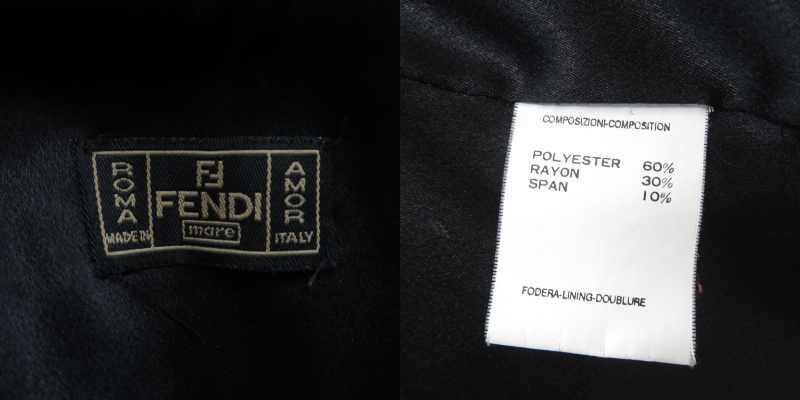 ROMA
FF
FENDI
mare
AMOR
MADE IN
ITALY
COMPOSIZIONI-COMPOSITION
POLYESTER 60%
RAYON 30%
SPAN 10%
FODERA-LINING-DOUBLURE